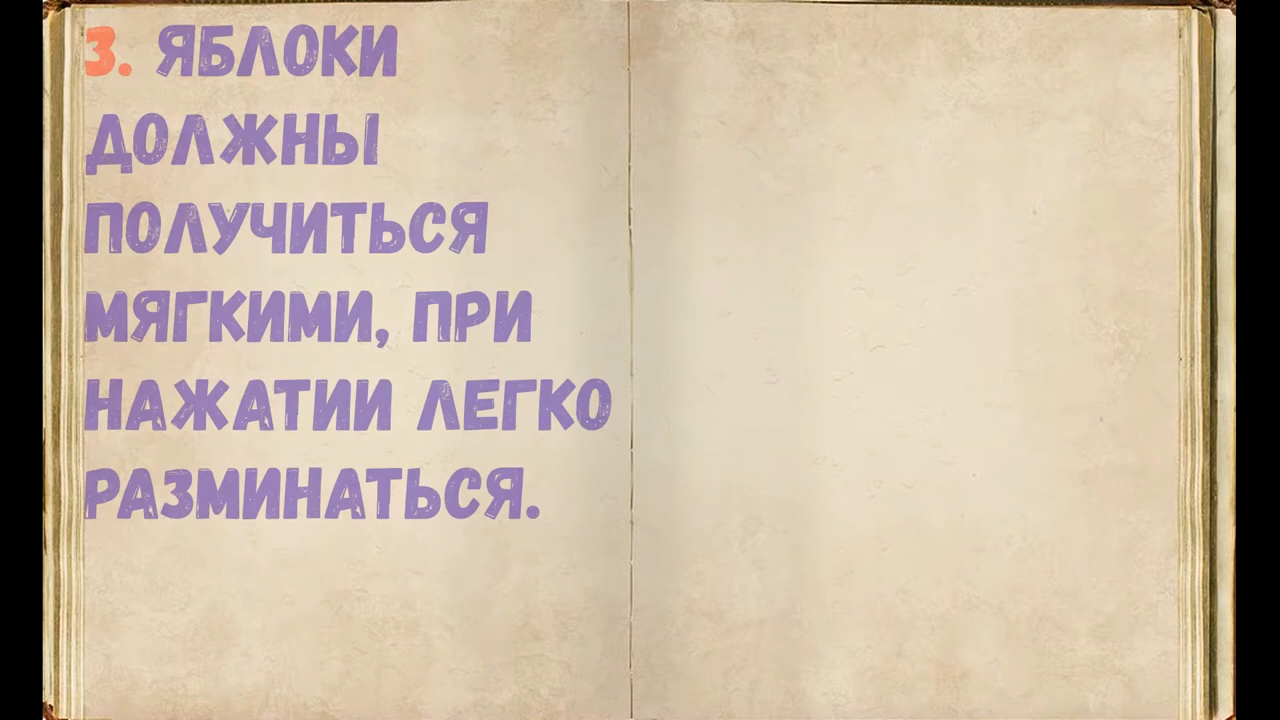 3. ЯБЛОКИ
ДОЛЖНЫ
ПОЛУЧИТЬСЯ
МЯГКИМИ, ПРИ
НАЖАТИИ ЛЕГКО
РАЗМИНАТЬСЯ.